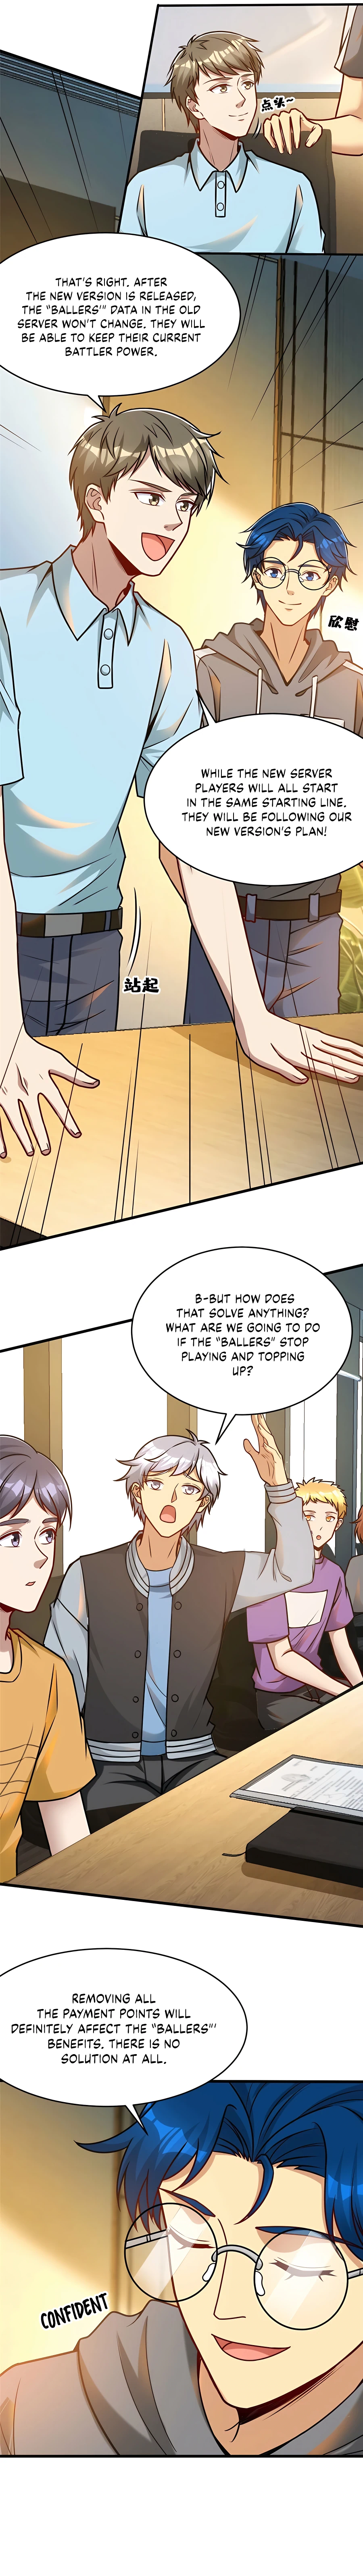 点头~
THAT'S RIGHT. AFTER
THE NEW VERSION IS RELEASED,
THE "BALLERS'" DATA IN THE OLD
SERVER WON'T CHANGE. THEY WILL
BE ABLE TO KEEP THEIR CURRENT
BATTLER POWER.
欣慰
WHILE THE NEW SERVER
PLAYERS WILL ALL START
IN THE SAME STARTING LINE.
THEY WILL BE FOLLOWING OUR
NEW VERSION'S PLAN!
站起
B-BUT HOW DOES
THAT SOLVE ANYTHING?
WHAT ARE WE GOING TO DO
IF THE "BALLERS" STOP
PLAYING AND TOPPING
UP?
REMOVING ALL
THE PAYMENT POINTS WILL
DEFINITELY AFFECT THE "BALLERS'"
BENEFITS. THERE IS NO
SOLUTION AT ALL.
CONFIDENT